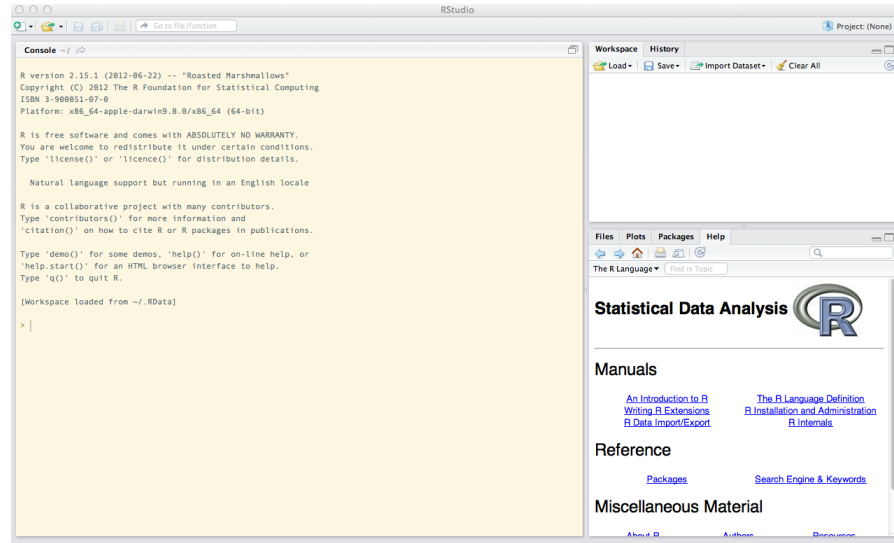 RStudio
Go to file/function
Project: (None)
Console ~/
R version 2.15.1 (2012-06-22) -- "Roasted Marshmallows"
Copyright (C) 2012 The R Foundation for Statistical Computing
ISBN 3-900051-07-0
Platform: x86_64-apple-darwin9.8.0/x86_64 (64-bit)
R is free software and comes with ABSOLUTELY NO WARRANTY.
You are welcome to redistribute it under certain conditions.
Type 'license()' or 'licence()' for distribution details.
Natural language support but running in an English locale
R is a collaborative project with many contributors.
Type 'contributors()' for more information and
'citation()' on how to cite R or R packages in publications.
Type 'demo()' for some demos, 'help()' for on-line help, or
'help.start()' for an HTML browser interface to help.
Type 'q()' to quit R.
[Workspace loaded from ~/.RData]
>
Workspace History
Load Save Import Dataset Clear All
Files Plots Packages Help
The R Language Find in Topic
Statistical Data Analysis R
Manuals
An Introduction to R The R Language Definition
Writing R Extensions R Installation and Administration
R Data Import/Export R Internals
Reference
Packages Search Engine & Keywords
Miscellaneous Material
About R Authors Resources